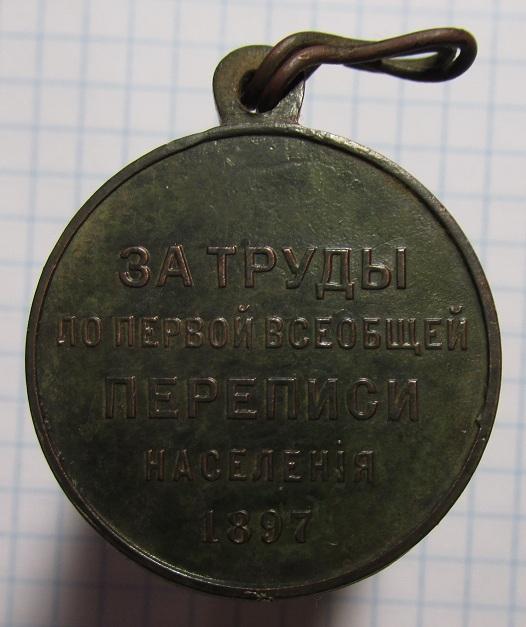 ЗА ТРУДЫ
ПО ПЕРВОЙ ВСЕОБЩЕЙ
ПЕРЕПИСИ
НАСЕЛЕНІЯ
1897